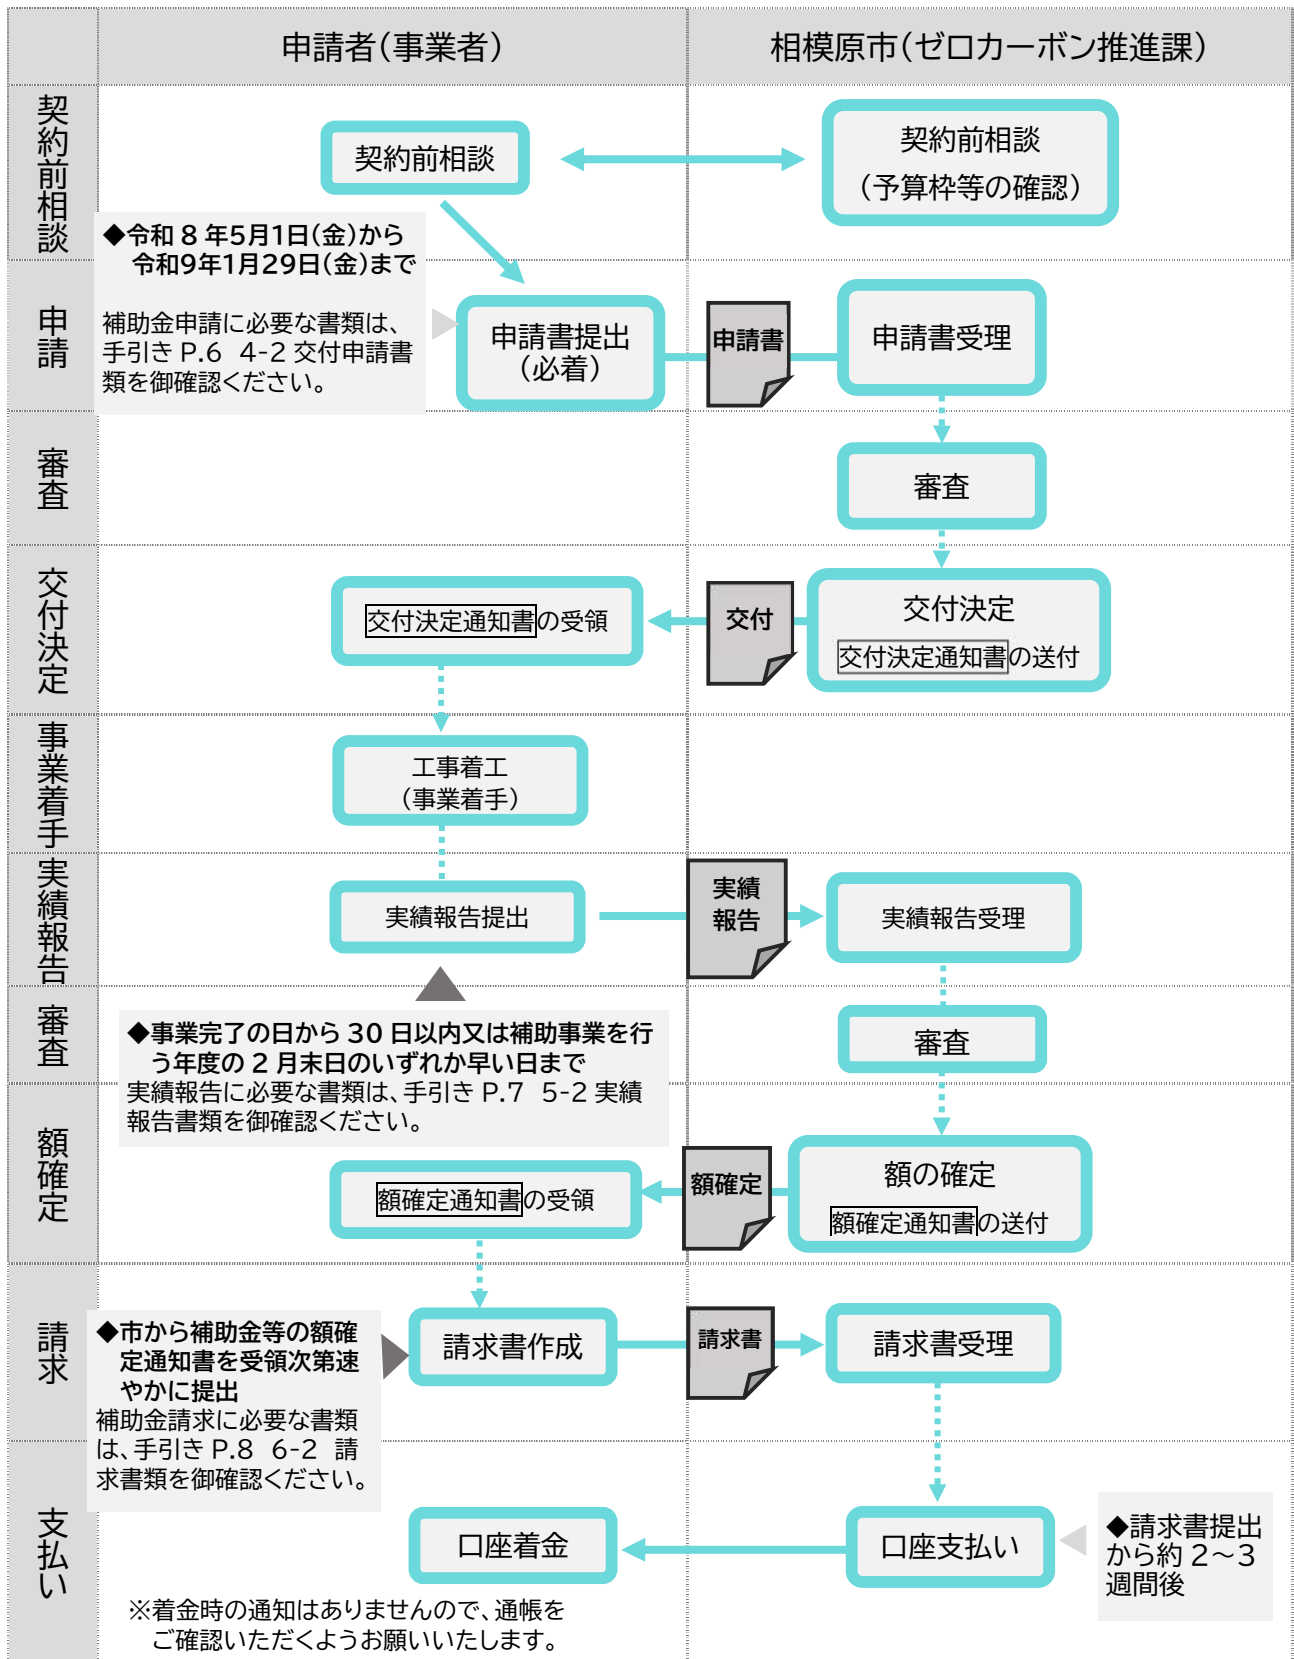 申請者（事業者）
相模原市（ゼロカーボン推進課）
契約前相談
契約前相談
契約前相談
（予算枠等の確認）
◆令和８年５月１日（金）から
令和９年１月２９日（金）まで
補助金申請に必要な書類は、
手引き P.6 4-2 交付申請書
類を御確認ください。
申請
申請書提出
（必着）
申請書
申請書受理
審査
審査
交付決定
交付決定通知書の受領
交付
交付決定
交付決定通知書の送付
事業着手
工事着工
（事業着手）
実績報告
実績報告提出
実績
報告
実績報告受理
審査
◆事業完了の日から 30 日以内又は補助事業を行
う年度の 2 月末日のいずれか早い日まで
実績報告に必要な書類は、手引き P.7 5-2 実績
報告書類を御確認ください。
審査
額確定
額確定通知書の受領
額確定
額の確定
額確定通知書の送付
請求
◆市から補助金等の額確
定通知書を受領次第速
やかに提出
補助金請求に必要な書類
は、手引き P.8 6-2 請
求書類を御確認ください。
請求書作成
請求書
請求書受理
支払い
口座着金
口座支払い
◆請求書提出
から約 2～3
週間後
※着金時の通知はありませんので、通帳を
ご確認いただくようお願いいたします。